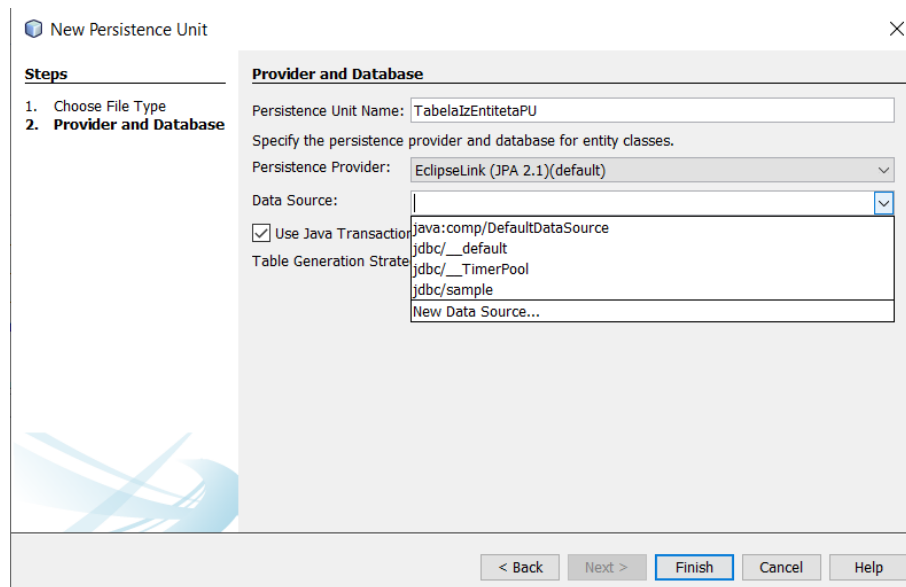 New Persistence Unit
Steps
1. Choose File Type
2. Provider and Database
Provider and Database
Persistence Unit Name: TabelaIzEntitetaPU
Specify the persistence provider and database for entity classes.
Persistence Provider: EclipseLink (JPA 2.1)(default)
Data Source:
Use Java Transaction
Table Generation Strate
java:comp/DefaultDataSource
jdbc/__default
jdbc/__TimerPool
jdbc/sample
New Data Source...
< Back Next > Finish Cancel Help